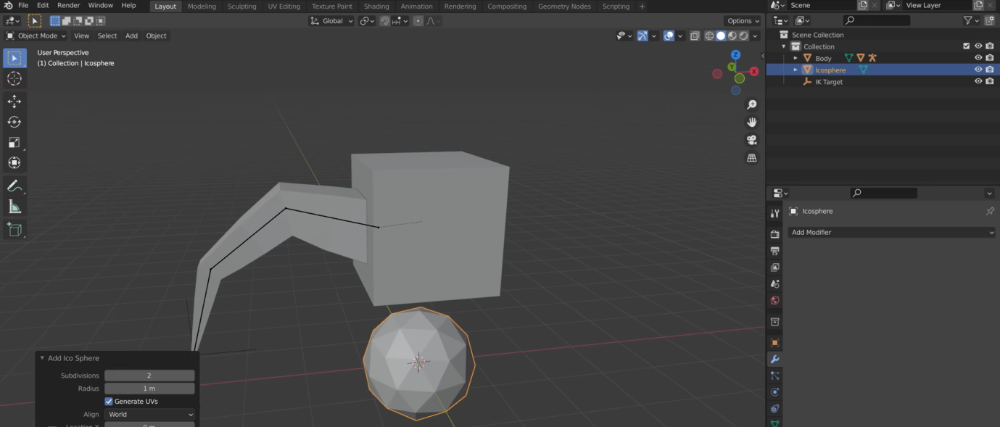 File Edit Render Window Help Layout Modeling Sculpting UV Editing Texture Paint Shading Animation Rendering Compositing Geometry Nodes Scripting + Scene View Layer
Global Options
Object Mode View Select Add Object
User Perspective
(1) Collection | Icosphere
Z
Y
X
Add Ico Sphere
Subdivisions 2
Radius 1 m
Generate UVs
Align World
Location X 0 m
Scene Collection
Collection
Body
Icosphere
IK Target
Icosphere
Add Modifier